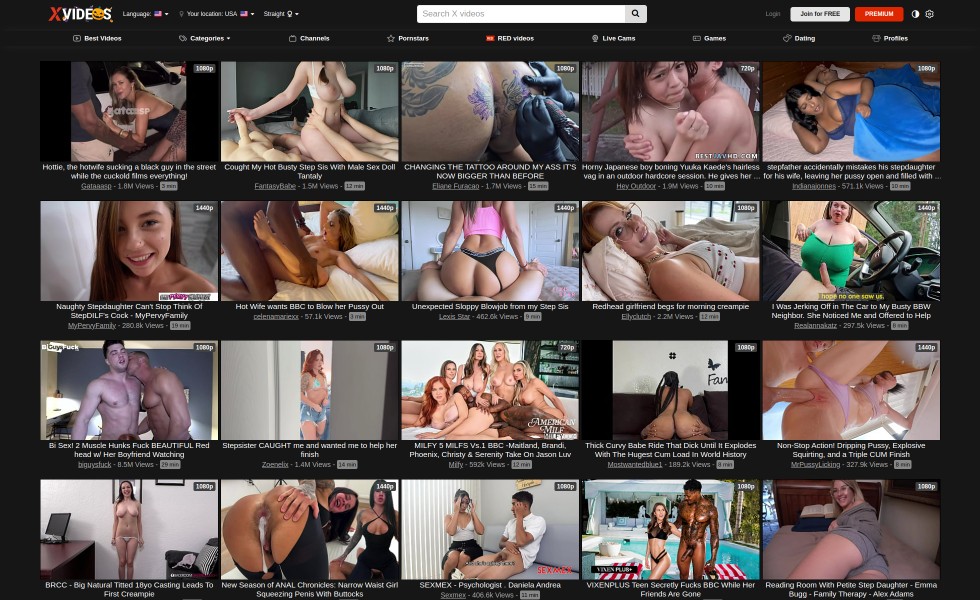 XVIDEOS
Language:
Your location: USA
Straight
Search X videos
Login
Join for FREE
PREMIUM
Best Videos
Categories
Channels
Pornstars
RED videos
Live Cams
Games
Dating
Profiles
1080p
1080p
1080p
720p
1080p
BESTJAVHD.COM
Hottie, the hotwife sucking a black guy in the street
while the cuckold films everything!
Gataaasp - 1.8M Views - 3 min
Cought My Hot Busty Step Sis With Male Sex Doll
Tantaly
FantasyBabe - 1.5M Views - 12 min
CHANGING THE TATTOO AROUND MY ASS IT'S
NOW BIGGER THAN BEFORE
Eliane Furacao - 1.7M Views - 15 min
Horny Japanese boy boning Yuuka Kaede's hairless
vag in an outdoor hardcore session. He gives her ...
Hey Outdoor - 1.9M Views - 10 min
stepfather accidentally mistakes his stepdaughter
for his wife, leaving her pussy open and filled with ...
Indianajonnes - 571.1k Views - 10 min
1440p
1080p
1440p
1080p
1440p
I hope no one saw us.
Naughty Stepdaughter Can't Stop Think Of
StepDILF's Cock - MyPervyFamily
MyPervyFamily - 280.8k Views - 19 min
Hot Wife wants BBC to Blow her Pussy Out
celenamariexx - 57.1k Views - 3 min
Unexpected Sloppy Blowjob from my Step Sis
Lexis Star - 462.6k Views - 9 min
Redhead girlfriend begs for morning creampie
Ellyclutch - 2.2M Views - 12 min
I Was Jerking Off in The Car to My Busty BBW
Neighbor. She Noticed Me and Offered to Help
Realannakatz - 297.5k Views - 8 min
GuysFuck
1080p
1080p
720p
1080p
1440p
AMERICAN
MILF
Fan
Bi Sex! 2 Muscle Hunks Fuck BEAUTIFUL Red
head w/ Her Boyfriend Watching
biguysfuck - 8.5M Views - 29 min
Stepsister CAUGHT me and wanted me to help her
finish
Zoenelix - 1.4M Views - 14 min
MILFY 5 MILFS Vs.1 BBC -Maitland, Brandi,
Phoenix, Christy & Serenity Take On Jason Luv
Milfy - 592k Views - 12 min
Thick Curvy Babe Ride That Dick Until It Explodes
With The Hugest Cum Load In World History
Mostwantedblue1 - 189.2k Views - 9 min
Non-Stop Action! Dripping Pussy, Explosive
Squirting, and a Triple CUM Finish
MrPussyLicking - 327.9k Views - 8 min
1080p
1440p
1080p
1080p
1080p
SEXMEX
VIXENPLUS
BRCC - Big Natural Titted 18yo Casting Leads To
First Creampie
New Season of ANAL Chronicles: Narrow Waist Girl
Squeezing Penis With Buttocks
SEXMEX - Psychologist . Daniela Andrea
Sexmex - 406.6k Views - 11 min
VIXENPLUS Teen Secretly Fucks BBC While Her
Friends Are Gone
Reading Room With Petite Step Daughter - Emma
Bugg - Family Therapy - Alex Adams